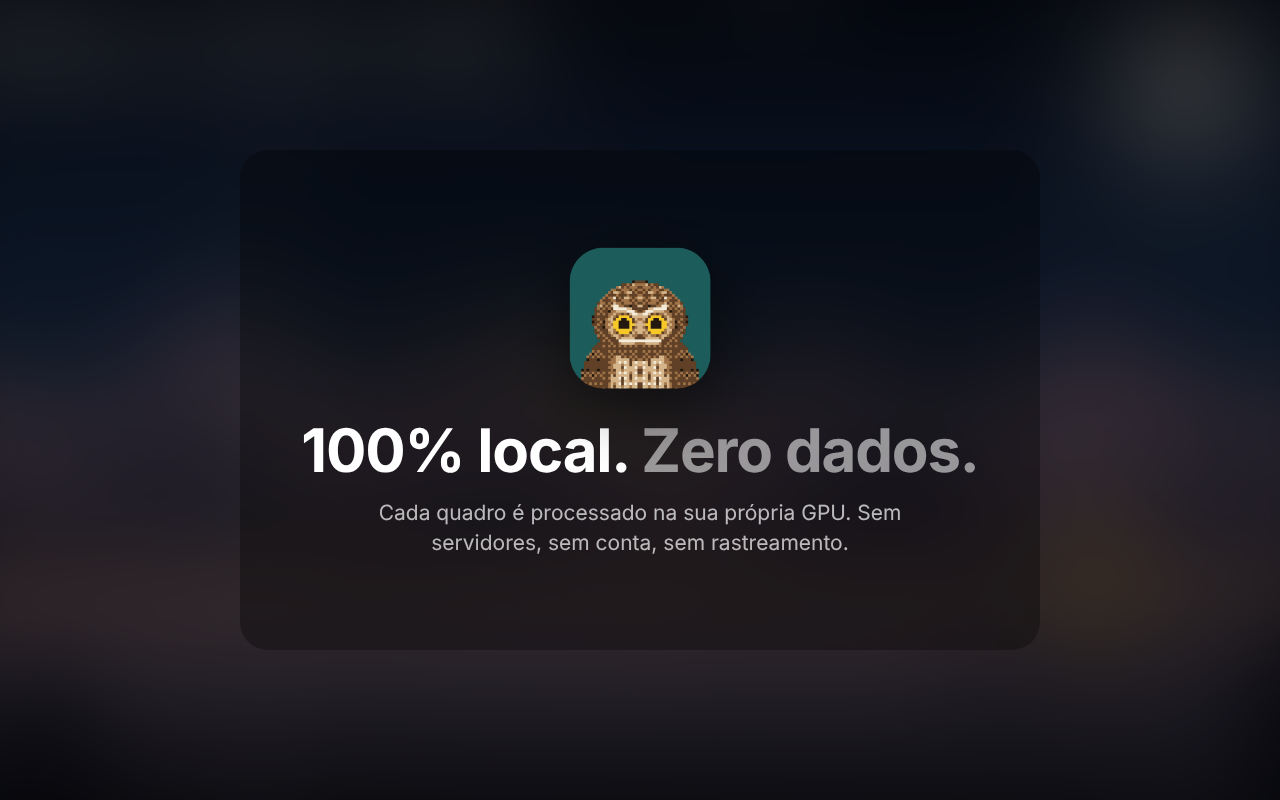 100% local. Zero dados.
Cada quadro é processado na sua própria GPU. Sem
servidores, sem conta, sem rastreamento.